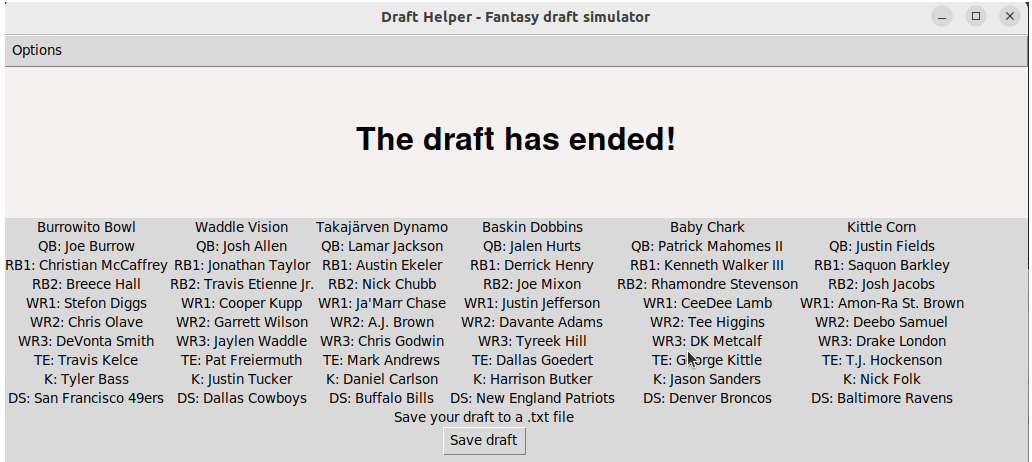 Draft Helper - Fantasy draft simulator
Options
The draft has ended!
Burrowito Bowl Waddle Vision Takajärven Dynamo Baskin Dobbins Baby Chark Kittle Corn
QB: Joe Burrow QB: Josh Allen QB: Lamar Jackson QB: Jalen Hurts QB: Patrick Mahomes II QB: Justin Fields
RB1: Christian McCaffrey RB1: Jonathan Taylor RB1: Austin Ekeler RB1: Derrick Henry RB1: Kenneth Walker III RB1: Saquon Barkley
RB2: Breece Hall RB2: Travis Etienne Jr. RB2: Nick Chubb RB2: Joe Mixon RB2: Rhamondre Stevenson RB2: Josh Jacobs
WR1: Stefon Diggs WR1: Cooper Kupp WR1: Ja'Marr Chase WR1: Justin Jefferson WR1: CeeDee Lamb WR1: Amon-Ra St. Brown
WR2: Chris Olave WR2: Garrett Wilson WR2: A.J. Brown WR2: Davante Adams WR2: Tee Higgins WR2: Deebo Samuel
WR3: DeVonta Smith WR3: Jaylen Waddle WR3: Chris Godwin WR3: Tyreek Hill WR3: DK Metcalf WR3: Drake London
TE: Travis Kelce TE: Pat Freiermuth TE: Mark Andrews TE: Dallas Goedert TE: George Kittle TE: T.J. Hockenson
K: Tyler Bass K: Justin Tucker K: Daniel Carlson K: Harrison Butker K: Jason Sanders K: Nick Folk
DS: San Francisco 49ers DS: Dallas Cowboys DS: Buffalo Bills DS: New England Patriots DS: Denver Broncos DS: Baltimore Ravens
Save your draft to a .txt file
Save draft